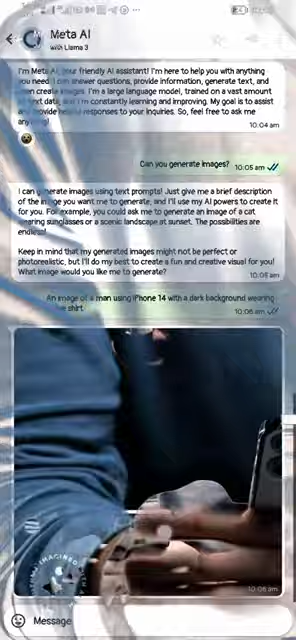 Meta AI
with Llama 3
I'm Meta AI, your friendly AI assistant! I'm here to help you with anything
you need. I can answer questions, provide information, generate text, and
even create images. I'm a large language model, trained on a vast amount
of text data, and I'm constantly learning and improving. My goal is to assist
and provide helpful responses to your inquiries. So, feel free to ask me
anything!
10:04 am
Can you generate images? 10:05 am
I can generate images using text prompts! Just give me a brief description
of the image you want me to generate, and I'll use my AI powers to create it
for you. For example, you could ask me to generate an image of a cat
wearing sunglasses or a scenic landscape at sunset. The possibilities are
endless!
Keep in mind that my generated images might not be perfect or
photorealistic, but I'll do my best to create a fun and creative visual for you!
What image would you like me to generate?
10:05 am
An image of a man using iPhone 14 with a dark background wearing
shirt
10:06 am
10:06 am
IMAGINED
Message